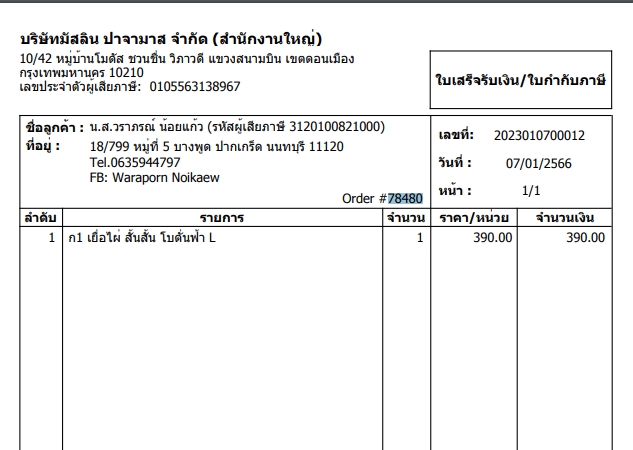 บริษัทมัสลิน ปาจามาส จำกัด (สำนักงานใหญ่)
10/42 หมู่บ้านโมดัส ชวนชื่น วิภาวดี แขวงสนามบิน เขตดอนเมือง
กรุงเทพมหานคร 10210
เลขประจำตัวผู้เสียภาษี: 0105563138967
ใบเสร็จรับเงิน/ใบกำกับภาษี
ชื่อลูกค้า : น.ส.วราภรณ์ น้อยแก้ว (รหัสผู้เสียภาษี 3120100821000)
ที่อยู่ : 18/799 หมู่ที่ 5 บางพูด ปากเกร็ด นนทบุรี 11120
Tel.0635944797
FB: Waraporn Noikaew
Order #78480
เลขที่: 2023010700012
วันที่ : 07/01/2566
หน้า : 1/1
ลำดับ รายการ จำนวน ราคา/หน่วย จำนวนเงิน
1 ก1 เยื่อไผ่ สั้นสั้น โบตั๋นฟ้า L 1 390.00 390.00